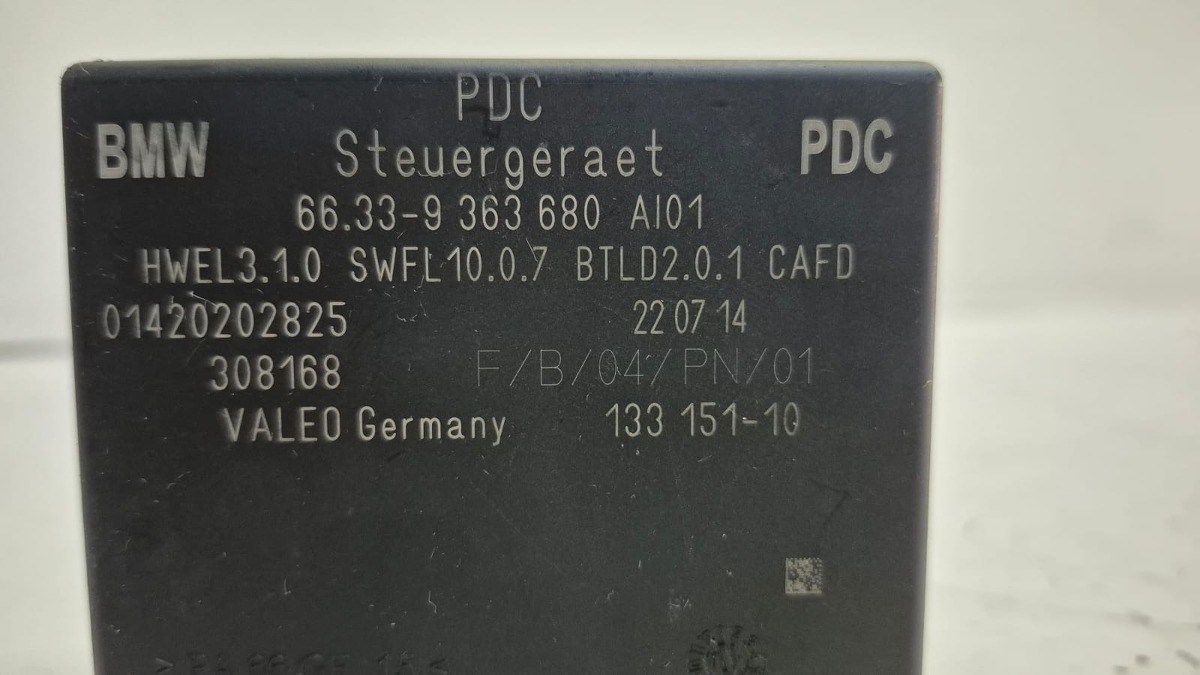 PDC
BMW Steuergeraet PDC
66.33-9 363 680 AI01
HWEL3.1.0 SWFL10.0.7 BTLD2.0.1 CAFD
01420202825 22 07 14
308168 F/B/04/PN/01
VALEO Germany 133 151-10